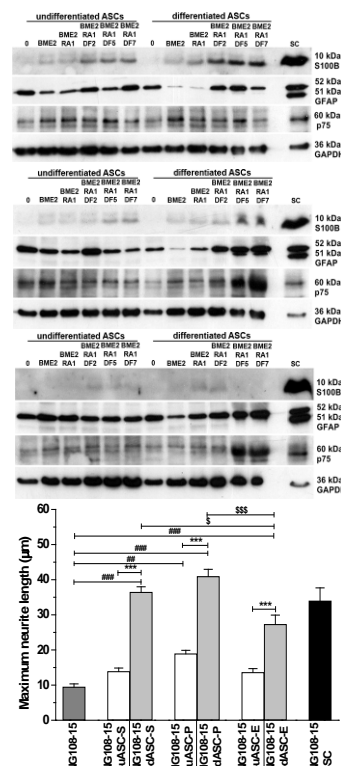 undifferentiated ASCs differentiated ASCs
BME2 BME2 BME2 BME2 BME2 BME2
BME2 RA1 RA1 RA1 BME2 RA1 RA1 RA1
0 BME2 RA1 DF2 DF5 DF7 0 BME2 RA1 DF2 DF5 DF7 SC
10 kDa
S100B
52 kDa
51 kDa
GFAP
60 kDa
p75
36 kDa
GAPDH
undifferentiated ASCs differentiated ASCs
BME2 BME2 BME2 BME2 BME2 BME2
BME2 RA1 RA1 RA1 BME2 RA1 RA1 RA1
0 BME2 RA1 DF2 DF5 DF7 0 BME2 RA1 DF2 DF5 DF7 SC
10 kDa
S100B
52 kDa
51 kDa
GFAP
60 kDa
p75
36 kDa
GAPDH
undifferentiated ASCs differentiated ASCs
BME2 BME2 BME2 BME2 BME2 BME2
BME2 RA1 RA1 RA1 BME2 RA1 RA1 RA1
0 BME2 RA1 DF2 DF5 DF7 0 BME2 RA1 DF2 DF5 DF7 SC
10 kDa
S100B
52 kDa
51 kDa
GFAP
60 kDa
p75
36 kDa
GAPDH
Maximum neurite length (µm)
60
50
40
30
20
10
0
$$$
$
###
###
***
##
***
###
***
NG108-15
NG108-15
uASC-S
NG108-15
dASC-S
NG108-15
uASC-P
NG108-15
dASC-P
NG108-15
uASC-E
NG108-15
dASC-E
NG108-15
SC